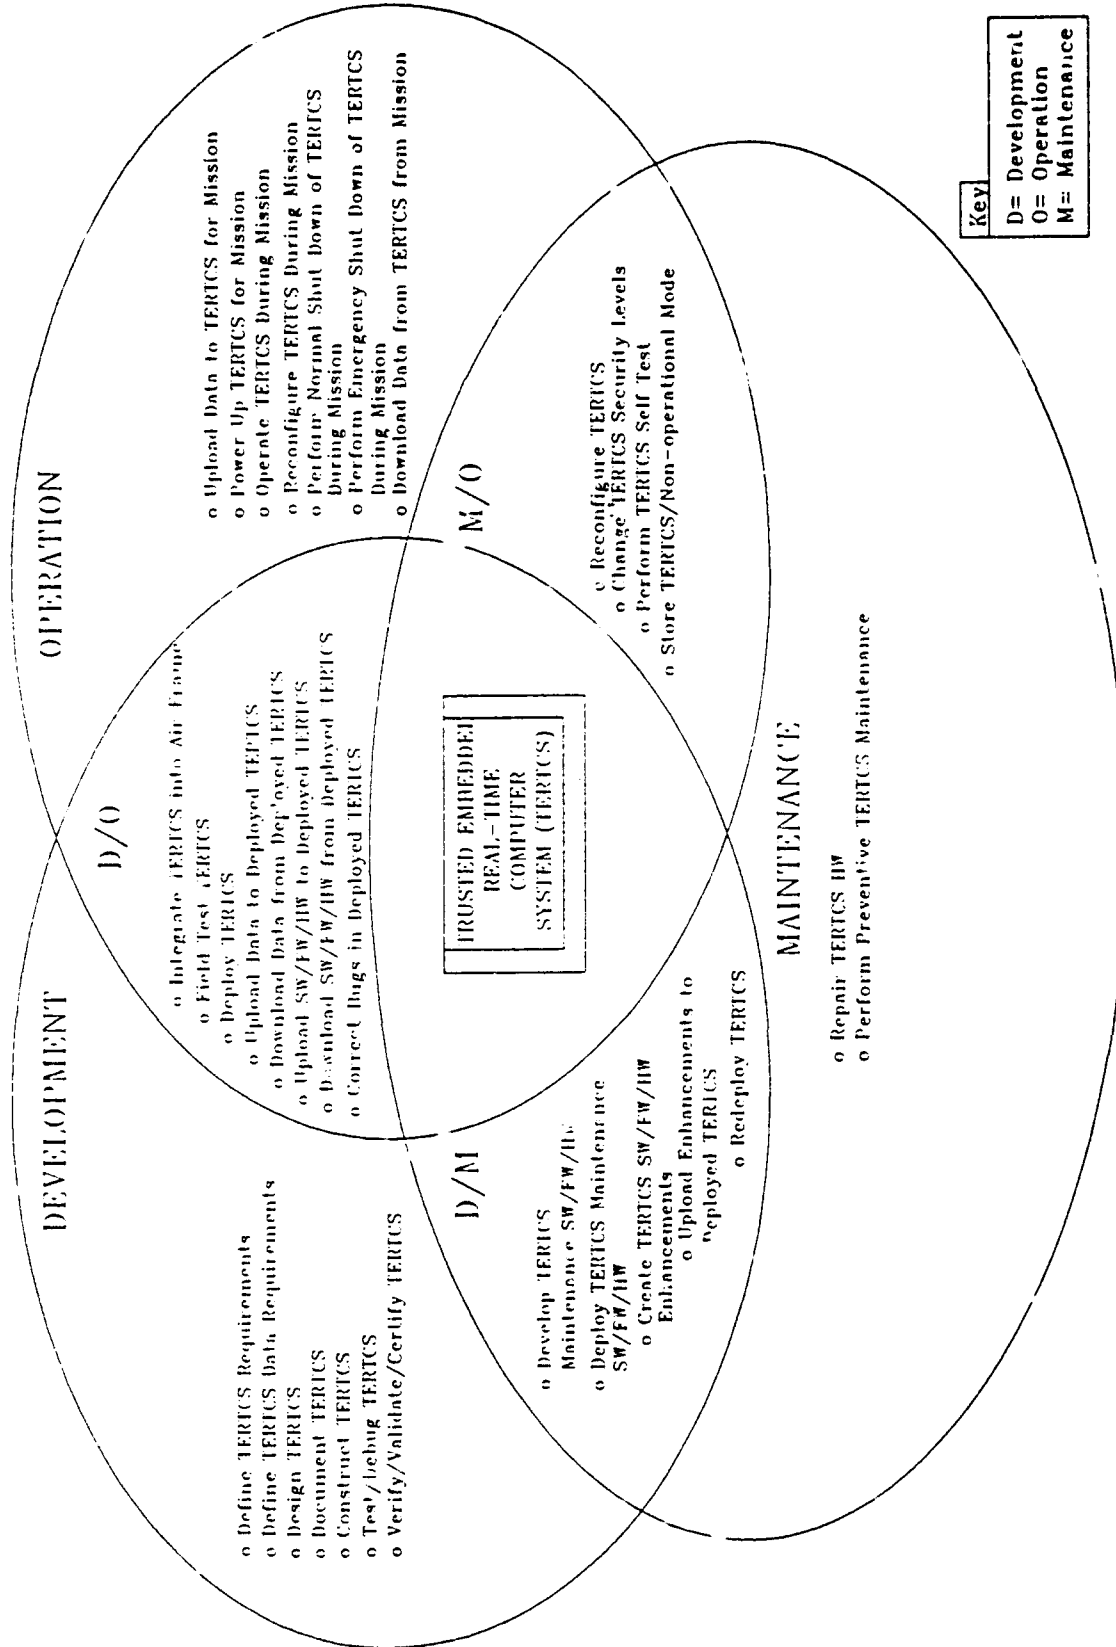 DEVELOPMENT
o Define TERTCS Requirements
o Define TERTCS Data Requirements
o Design TERTCS
o Document TERTCS
o Construct TERTCS
o Test/Debug TERTCS
o Verify/Validate/Certify TERTCS
D/O
o Integrate TERTCS into Air Frame
o Field Test TERTCS
o Deploy TERTCS
o Upload Data to Deployed TERTCS
o Download Data from Deployed TERTCS
o Upload SW/FW/HW to Deployed TERTCS
o Download SW/FW/HW from Deployed TERTCS
o Correct Bugs in Deployed TERTCS
OPERATION
o Upload Data to TERTCS for Mission
o Power Up TERTCS for Mission
o Operate TERTCS During Mission
o Reconfigure TERTCS During Mission
o Perform Normal Shut Down of TERTCS
During Mission
o Perform Emergency Shut Down of TERTCS
During Mission
o Download Data from TERTCS from Mission
D/M
o Develop TERTCS
Maintenance SW/FW/HW
o Deploy TERTCS Maintenance
SW/FW/HW
o Create TERTCS SW/FW/HW
Enhancements
o Upload Enhancements to
Deployed TERTCS
o Redeploy TERTCS
TRUSTED EMBEDDED
REAL-TIME
COMPUTER
SYSTEM (TERTCS)
M/O
o Reconfigure TERTCS
o Change TERTCS Security Levels
o Perform TERTCS Self Test
o Store TERTCS/Non-operational Mode
MAINTENANCE
o Repair TERTCS HW
o Perform Preventive TERTCS Maintenance
Key
D= Development
O= Operation
M= Maintenance